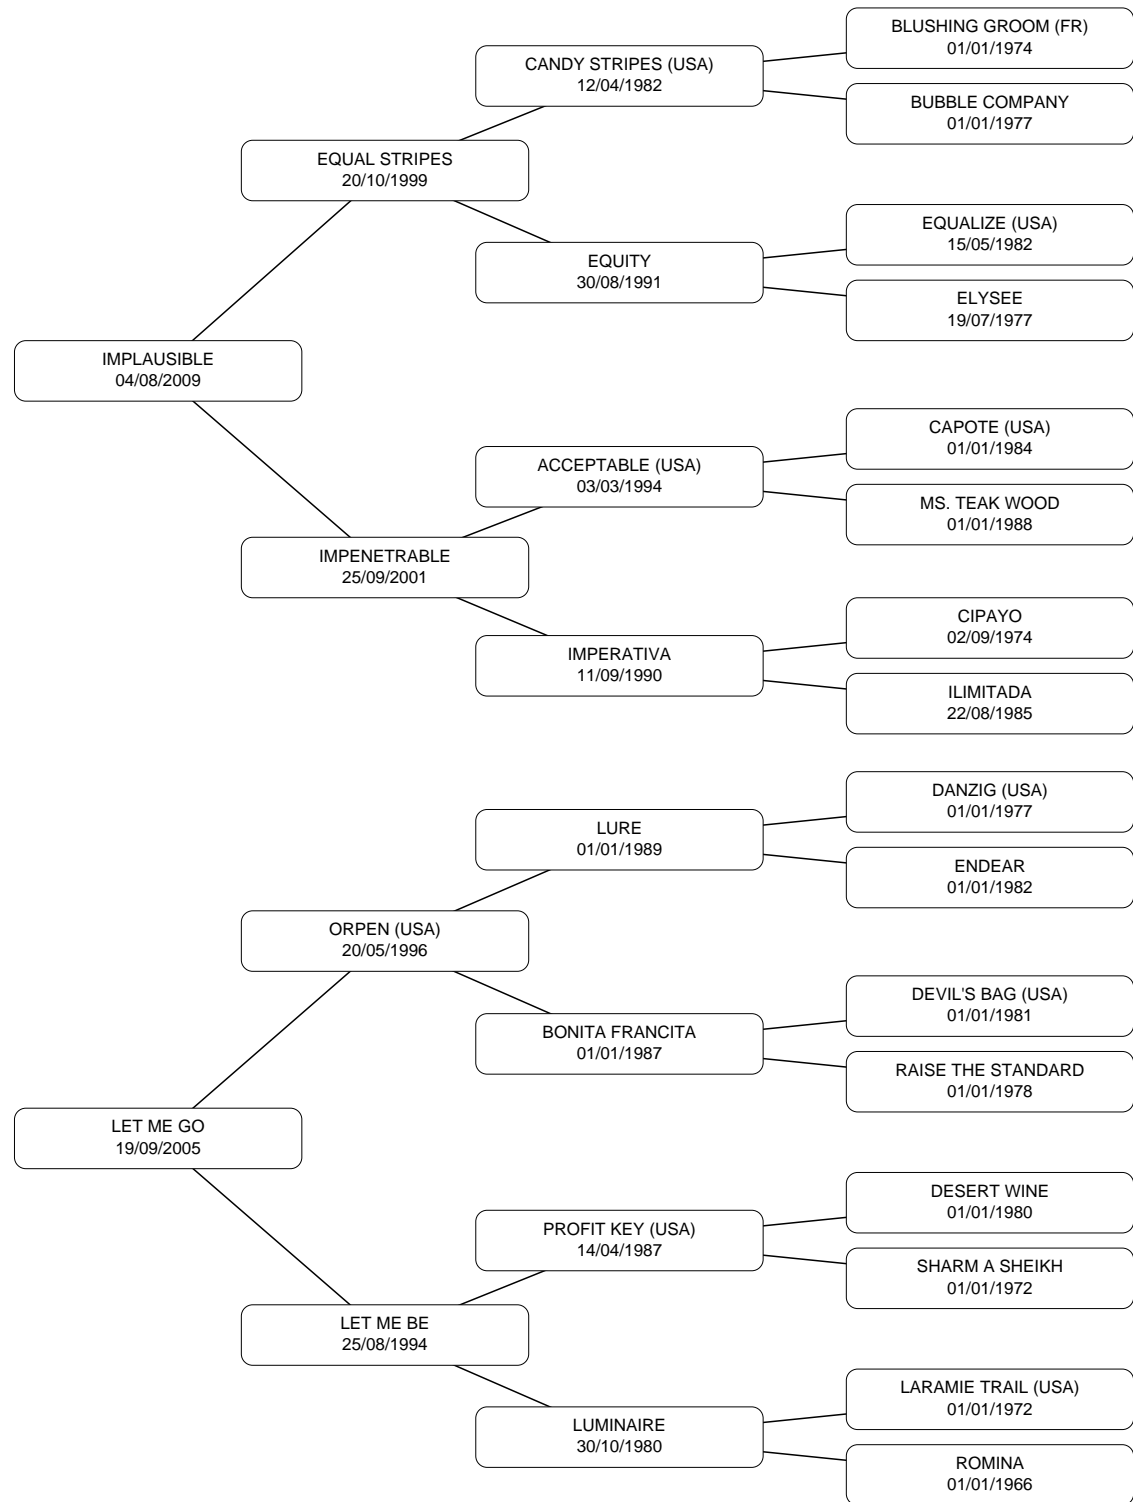 BLUSHING GROOM (FR)
01/01/1974
CANDY STRIPES (USA)
12/04/1982
BUBBLE COMPANY
01/01/1977
EQUAL STRIPES
20/10/1999
EQUALIZE (USA)
15/05/1982
EQUITY
30/08/1991
ELYSEE
19/07/1977
IMPLAUSIBLE
04/08/2009
CAPOTE (USA)
01/01/1984
ACCEPTABLE (USA)
03/03/1994
MS. TEAK WOOD
01/01/1988
IMPENETRABLE
25/09/2001
CIPAYO
02/09/1974
IMPERATIVA
11/09/1990
ILIMITADA
22/08/1985
DANZIG (USA)
01/01/1977
LURE
01/01/1989
ENDEAR
01/01/1982
ORPEN (USA)
20/05/1996
DEVIL'S BAG (USA)
01/01/1981
BONITA FRANCITA
01/01/1987
RAISE THE STANDARD
01/01/1978
LET ME GO
19/09/2005
DESERT WINE
01/01/1980
PROFIT KEY (USA)
14/04/1987
SHARM A SHEIKH
01/01/1972
LET ME BE
25/08/1994
LARAMIE TRAIL (USA)
01/01/1972
LUMINAIRE
30/10/1980
ROMINA
01/01/1966